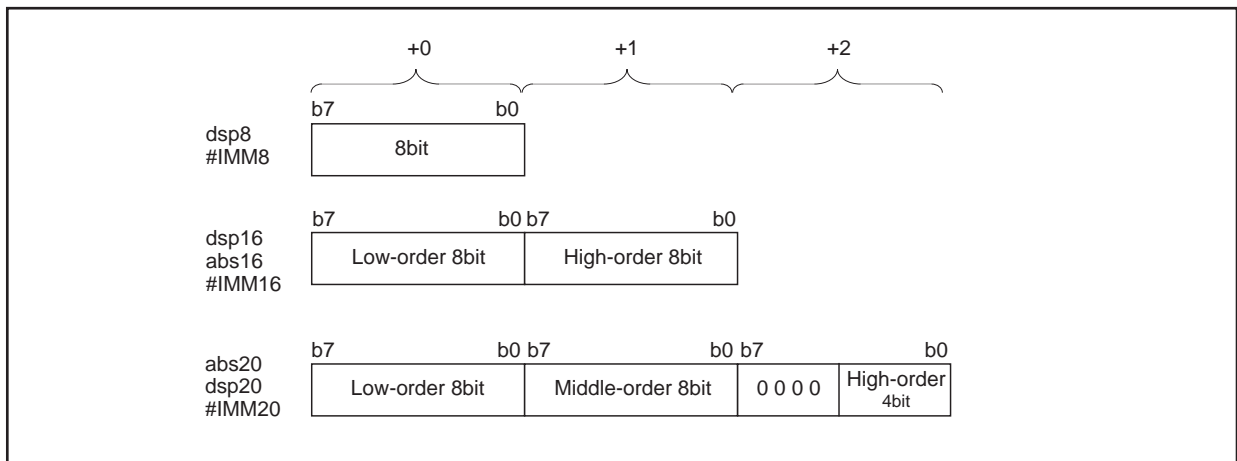 +0 +1 +2
b7 b0
dsp8
#IMM8
8bit
b7 b0 b7 b0
dsp16
abs16
#IMM16
Low-order 8bit High-order 8bit
b7 b0 b7 b0 b7 b0
abs20
dsp20
#IMM20
Low-order 8bit Middle-order 8bit 0 0 0 0 High-order
4bit